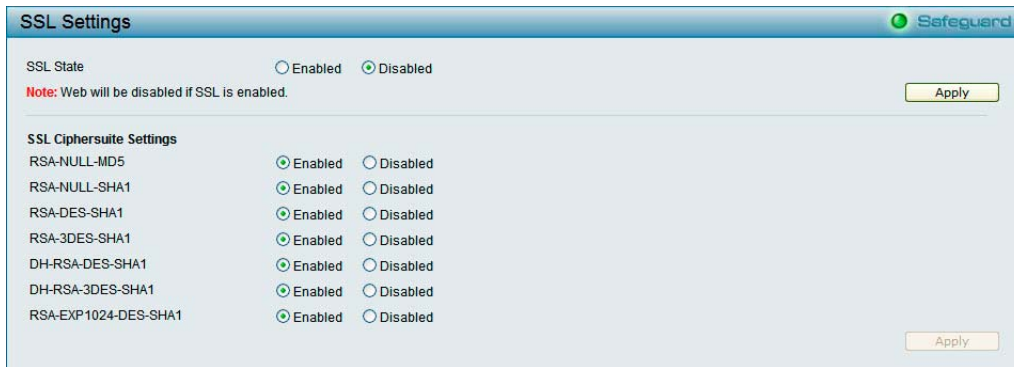 SSL Settings Safeguard
SSL State Enabled Disabled
Note: Web will be disabled if SSL is enabled. Apply
SSL Ciphersuite Settings
RSA-NULL-MD5 Enabled Disabled
RSA-NULL-SHA1 Enabled Disabled
RSA-DES-SHA1 Enabled Disabled
RSA-3DES-SHA1 Enabled Disabled
DH-RSA-DES-SHA1 Enabled Disabled
DH-RSA-3DES-SHA1 Enabled Disabled
RSA-EXP1024-DES-SHA1 Enabled Disabled
Apply